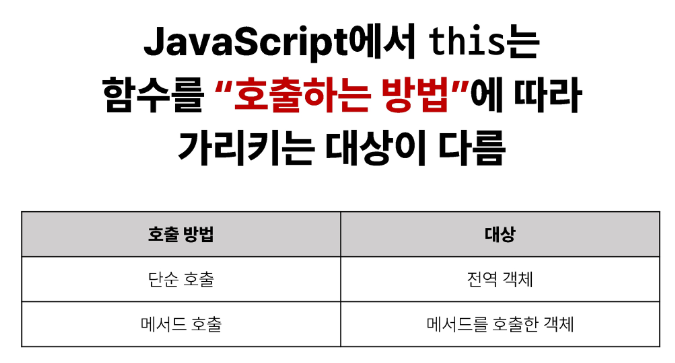 JavaScript에서 this는
함수를 “호출하는 방법”에 따라
가리키는 대상이 다름
호출 방법 대상
단순 호출 전역 객체
메서드 호출 메서드를 호출한 객체